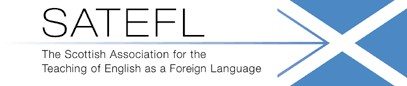 SATEFL
The Scottish Association for the
Teaching of English as a Foreign Language